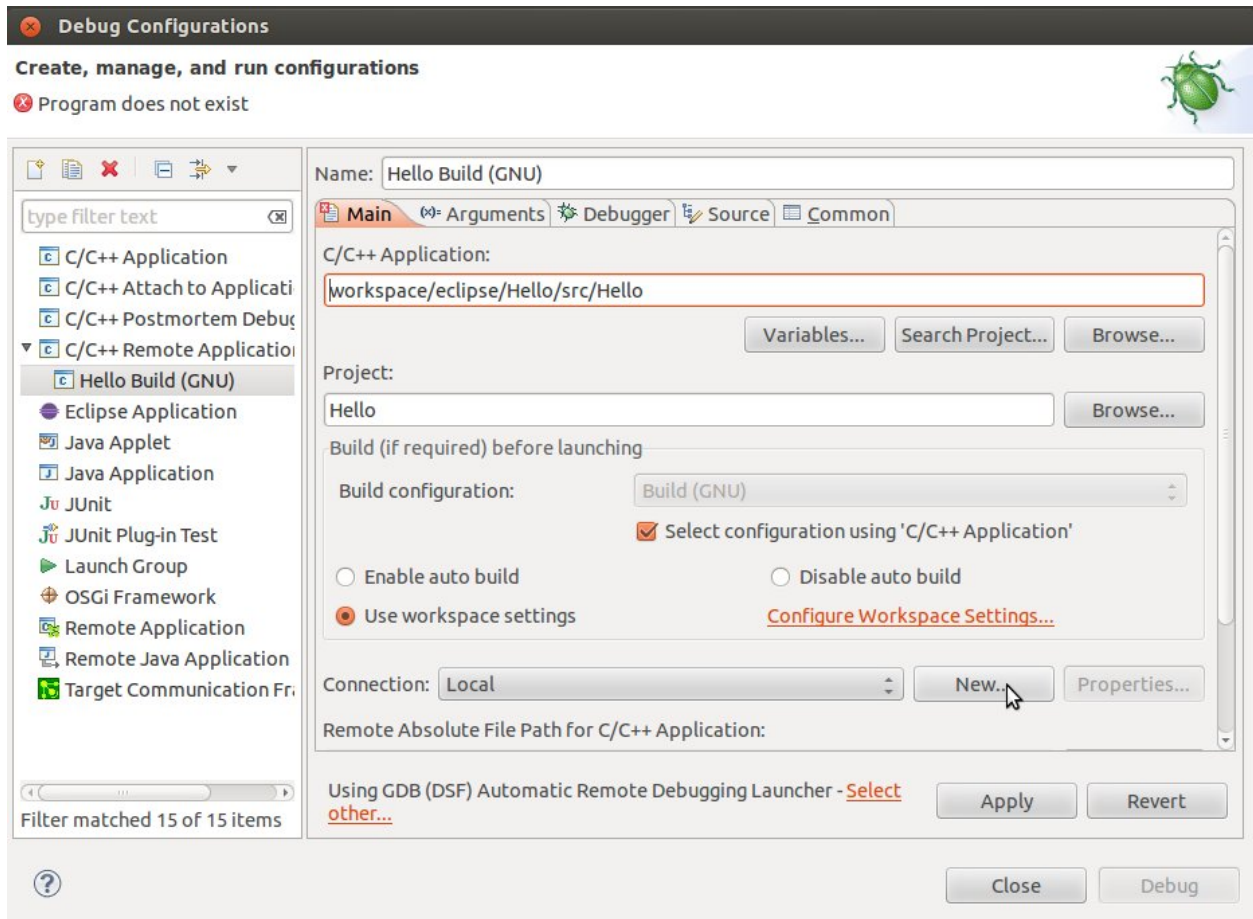 Debug Configurations
Create, manage, and run configurations
Program does not exist
type filter text
C/C++ Application
C/C++ Attach to Applicati
C/C++ Postmortem Debug
C/C++ Remote Application
Hello Build (GNU)
Eclipse Application
Java Applet
Java Application
JUnit
JUnit Plug-in Test
Launch Group
OSGi Framework
Remote Application
Remote Java Application
Target Communication Fra
Filter matched 15 of 15 items
Name: Hello Build (GNU)
Main (x)= Arguments Debugger Source Common
C/C++ Application:
workspace/eclipse/Hello/src/Hello
Variables... Search Project... Browse...
Project:
Hello Browse...
Build (if required) before launching
Build configuration: Build (GNU)
Select configuration using 'C/C++ Application'
Enable auto build Disable auto build
Use workspace settings Configure Workspace Settings...
Connection: Local New... Properties...
Remote Absolute File Path for C/C++ Application:
Using GDB (DSF) Automatic Remote Debugging Launcher - Select
other...
Apply Revert
Close Debug